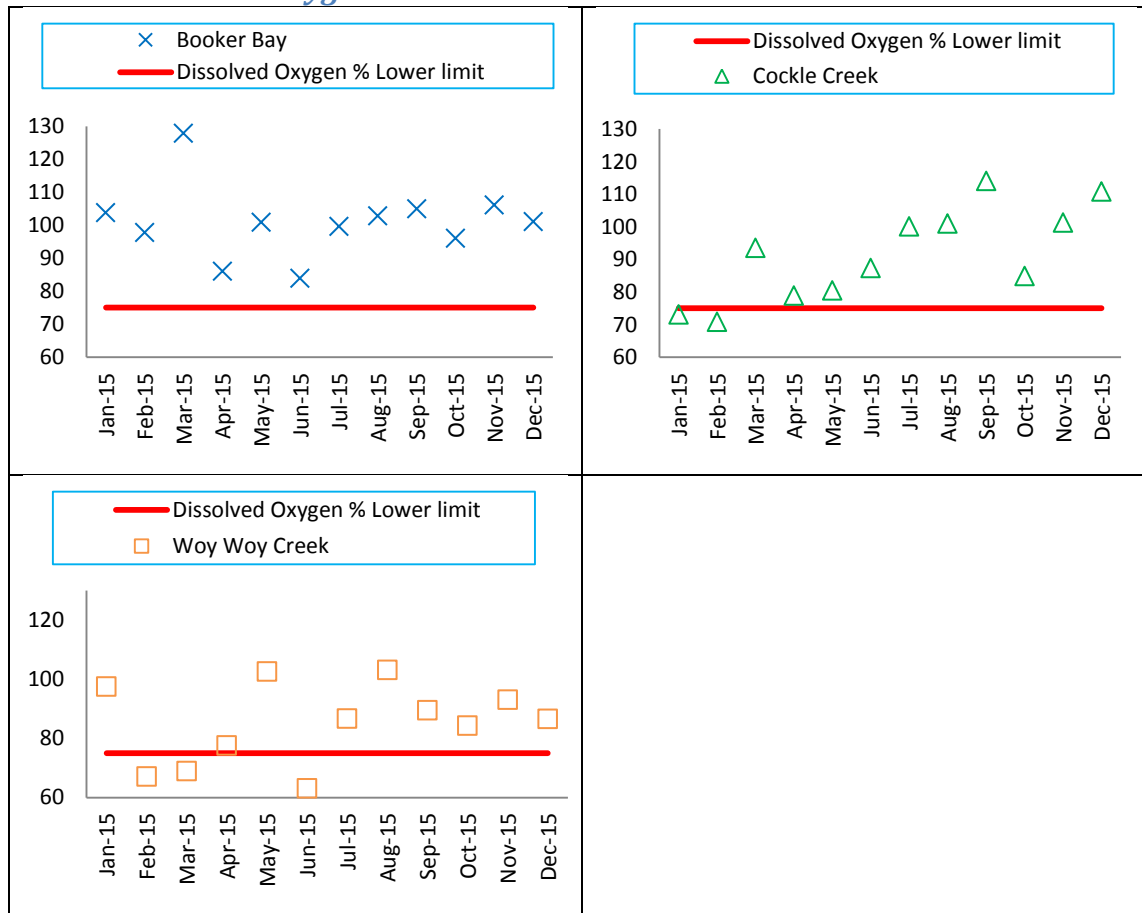 Booker Bay
Dissolved Oxygen % Lower limit
130
120
110
100
90
80
70
60
Jan-15
Feb-15
Mar-15
Apr-15
May-15
Jun-15
Jul-15
Aug-15
Sep-15
Oct-15
Nov-15
Dec-15
Dissolved Oxygen % Lower limit
Cockle Creek
130
120
110
100
90
80
70
60
Jan-15
Feb-15
Mar-15
Apr-15
May-15
Jun-15
Jul-15
Aug-15
Sep-15
Oct-15
Nov-15
Dec-15
Dissolved Oxygen % Lower limit
Woy Woy Creek
120
100
80
60
Jan-15
Feb-15
Mar-15
Apr-15
May-15
Jun-15
Jul-15
Aug-15
Sep-15
Oct-15
Nov-15
Dec-15